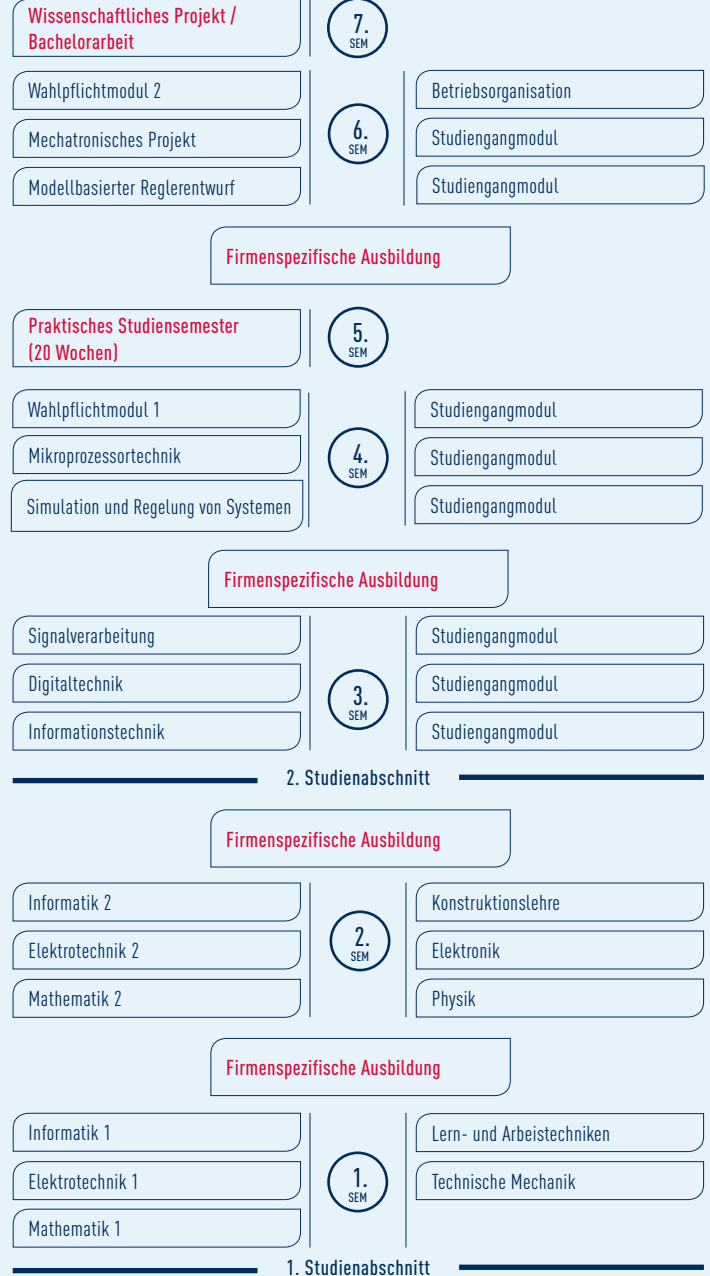 Wissenschaftliches Projekt /
Bachelorarbeit
7.
SEM
Wahlpflichtmodul 2
Mechatronisches Projekt
Modellbasierter Reglerentwurf
6.
SEM
Betriebsorganisation
Studiengangmodul
Studiengangmodul
Firmenspezifische Ausbildung
Praktisches Studiensemester
(20 Wochen)
5.
SEM
Wahlpflichtmodul 1
Mikroprozessortechnik
Simulation und Regelung von Systemen
4.
SEM
Studiengangmodul
Studiengangmodul
Studiengangmodul
Firmenspezifische Ausbildung
Signalverarbeitung
Digitaltechnik
Informationstechnik
3.
SEM
Studiengangmodul
Studiengangmodul
Studiengangmodul
2. Studienabschnitt
Firmenspezifische Ausbildung
Informatik 2
Elektrotechnik 2
Mathematik 2
2.
SEM
Konstruktionslehre
Elektronik
Physik
Firmenspezifische Ausbildung
Informatik 1
Elektrotechnik 1
Mathematik 1
1.
SEM
Lern- und Arbeistechniken
Technische Mechanik
1. Studienabschnitt